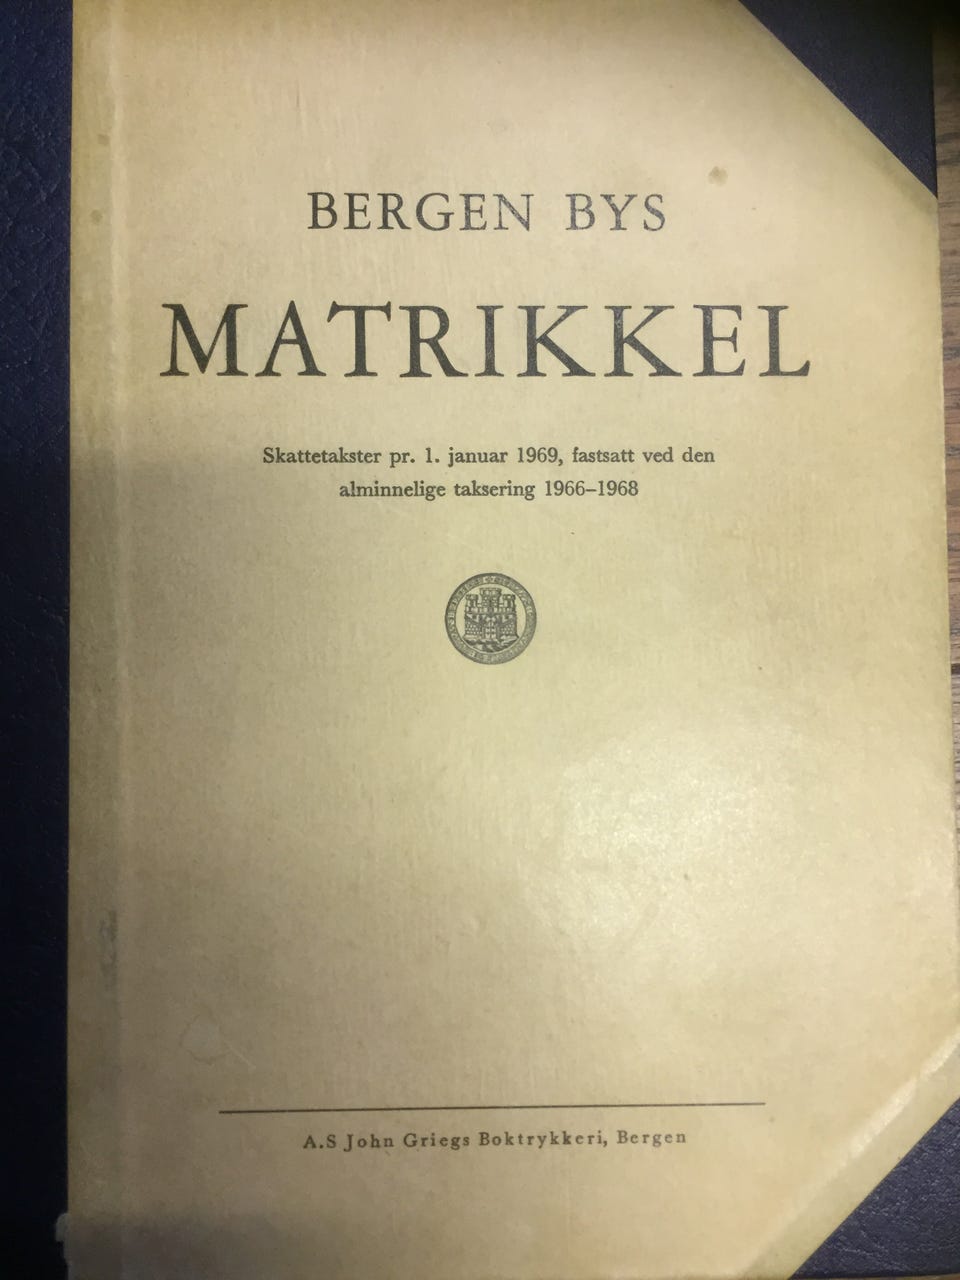 BERGEN BYS
MATRIKKEL
Skattetakster pr. 1. januar 1969, fastsatt ved den
alminnelige taksering 1966–1968
A.S John Griegs Boktrykkeri, Bergen